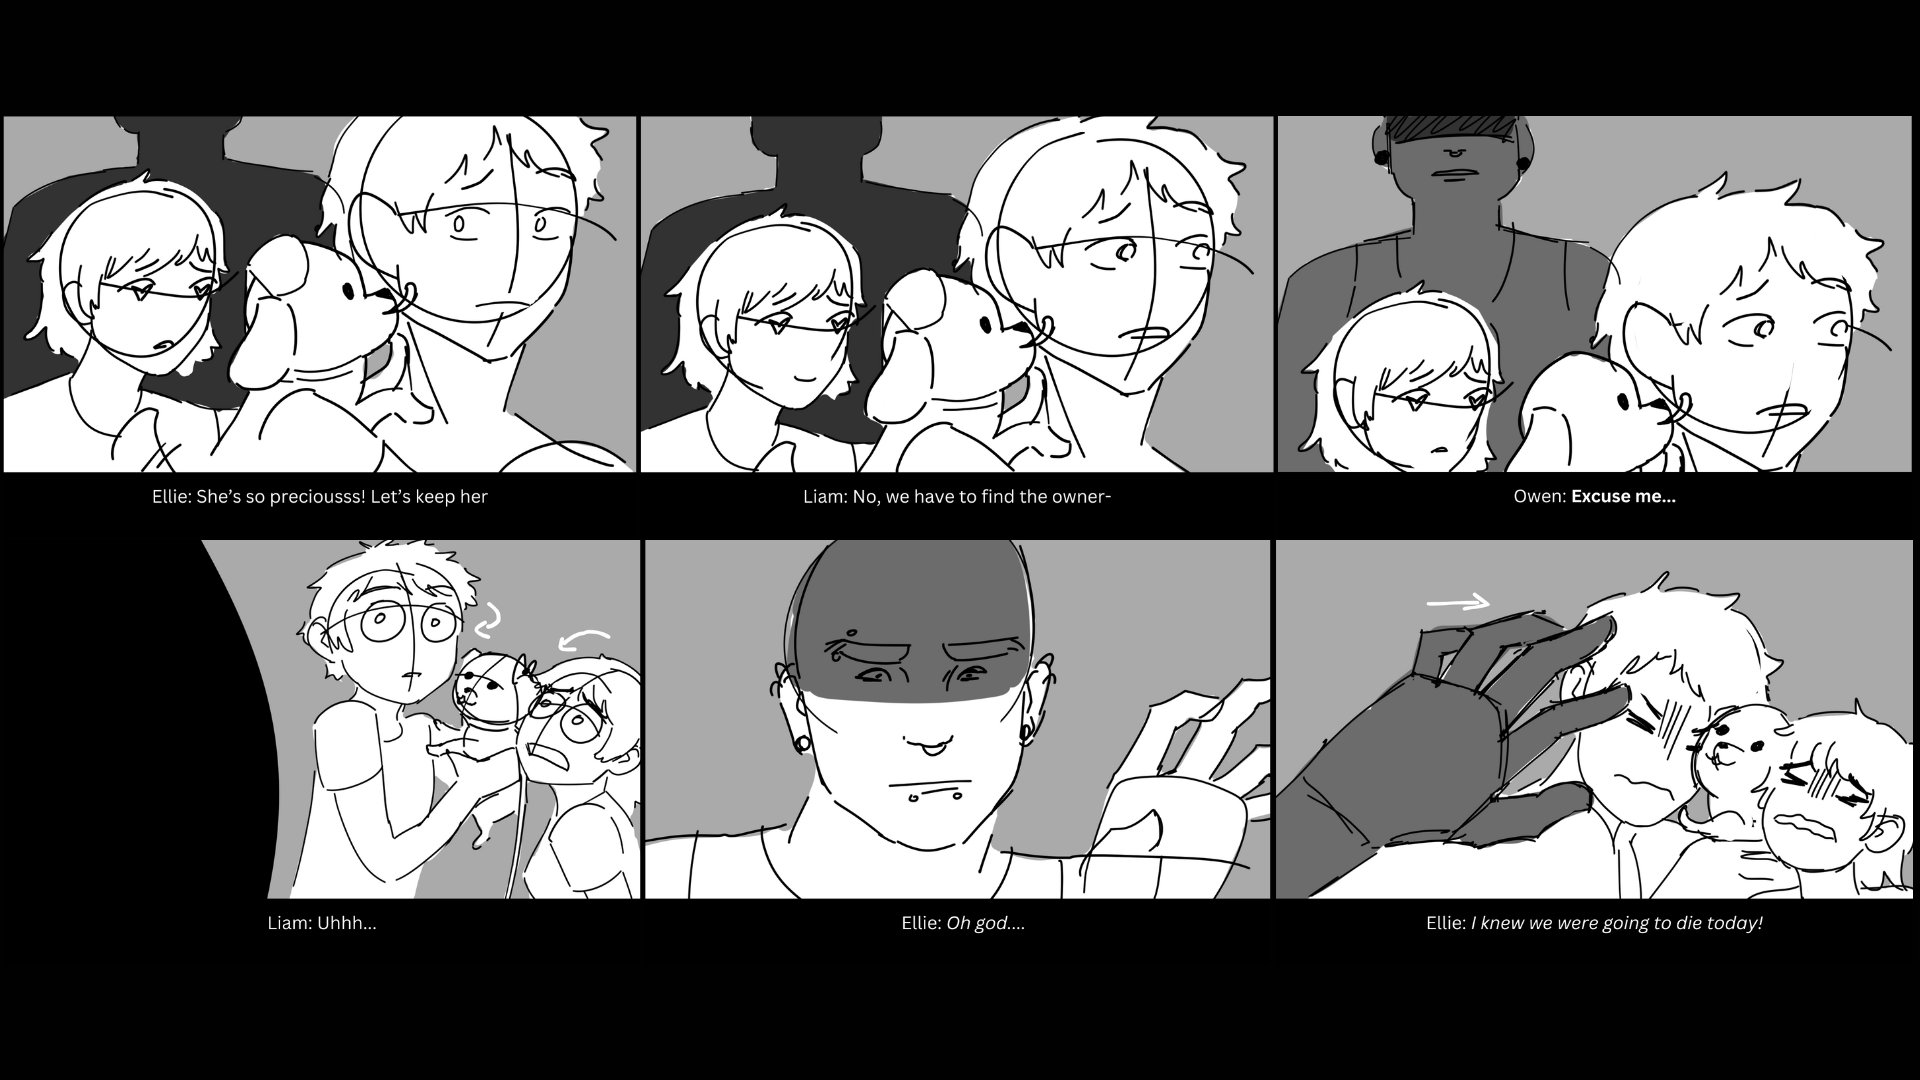 Ellie: She's so preciousss! Let's keep her
Liam: No, we have to find the owner-
Owen: Excuse me...
Liam: Uhhh...
Ellie: Oh god....
Ellie: I knew we were going to die today!